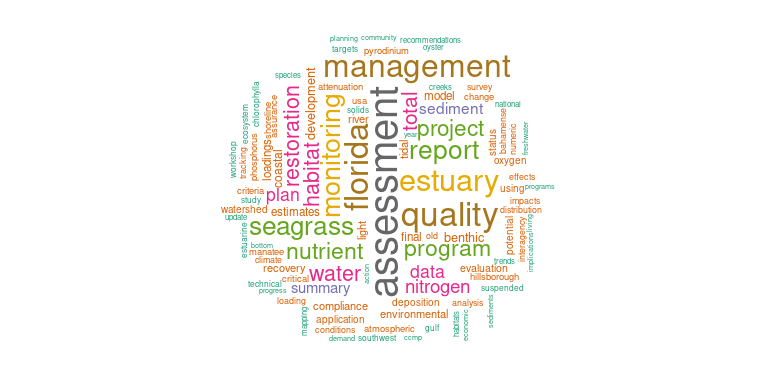 planning
community
recommendations
oyster
targets
pyrodinium
management
species
attenuation
creeks
survey
chlorophylla
ecosystem
shoreline
assurance
restoration
development
monitoring
usa
solids
river
florida
assessment
total
model
change
sediment
national
year
project
report
tidal
status
bahamense
numeric
freshwater
oxygen
workshop
tracking
phosphorus
loadings
coastal
habitat
criteria
study
plan
estuary
effects
using
programs
impacts
distribution
watershed
update
estimates
quality
seagrass
light
final
old
benthic
potential
interagency
implications
living
estuarine
bottom
manatee
climate
nutrient
program
trends
recovery
critical
water
action
data
evaluation
hillsborough
technical
progress
summary
nitrogen
suspended
loading
compliance
deposition
analysis
environmental
mapping
application
conditions
atmospheric
gulf
habitats
economic
sediments
demand
southwest
ccmp